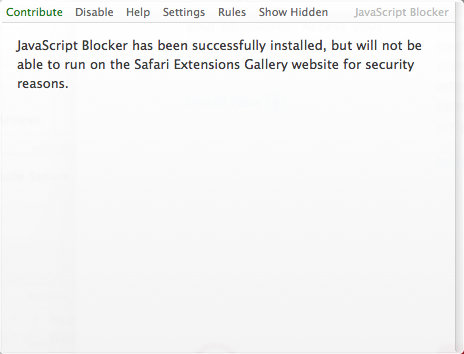 Contribute Disable Help Settings Rules Show Hidden JavaScript Blocker
JavaScript Blocker has been successfully installed, but will not be
able to run on the Safari Extensions Gallery website for security
reasons.